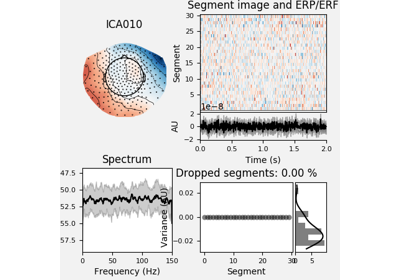 ICA010
Segment image and ERP/ERF
Segment
30
25
20
15
10
5
1e−8
AU
2
0
−2
0.0 0.5 1.0 1.5 2.0
Time (s)
Spectrum
47.5
50.0
52.5
55.0
57.5
0 50 100 150
Frequency (Hz)
Dropped segments: 0.00 %
Variance (AU)
0.02
0.00
−0.02
0 10 20
Segment
5